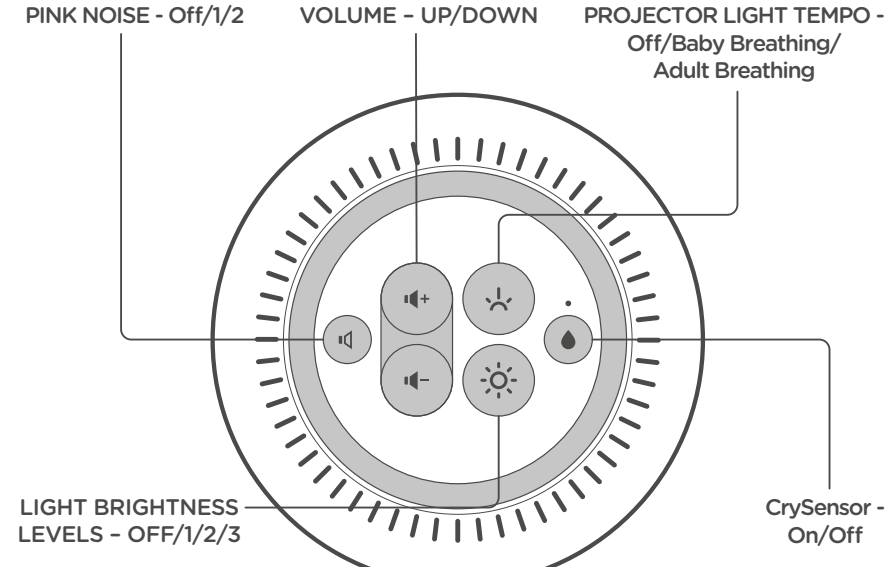 PINK NOISE - Off/1/2
VOLUME – UP/DOWN
PROJECTOR LIGHT TEMPO -
Off/Baby Breathing/
Adult Breathing
LIGHT BRIGHTNESS
LEVELS – OFF/1/2/3
CrySensor -
On/Off